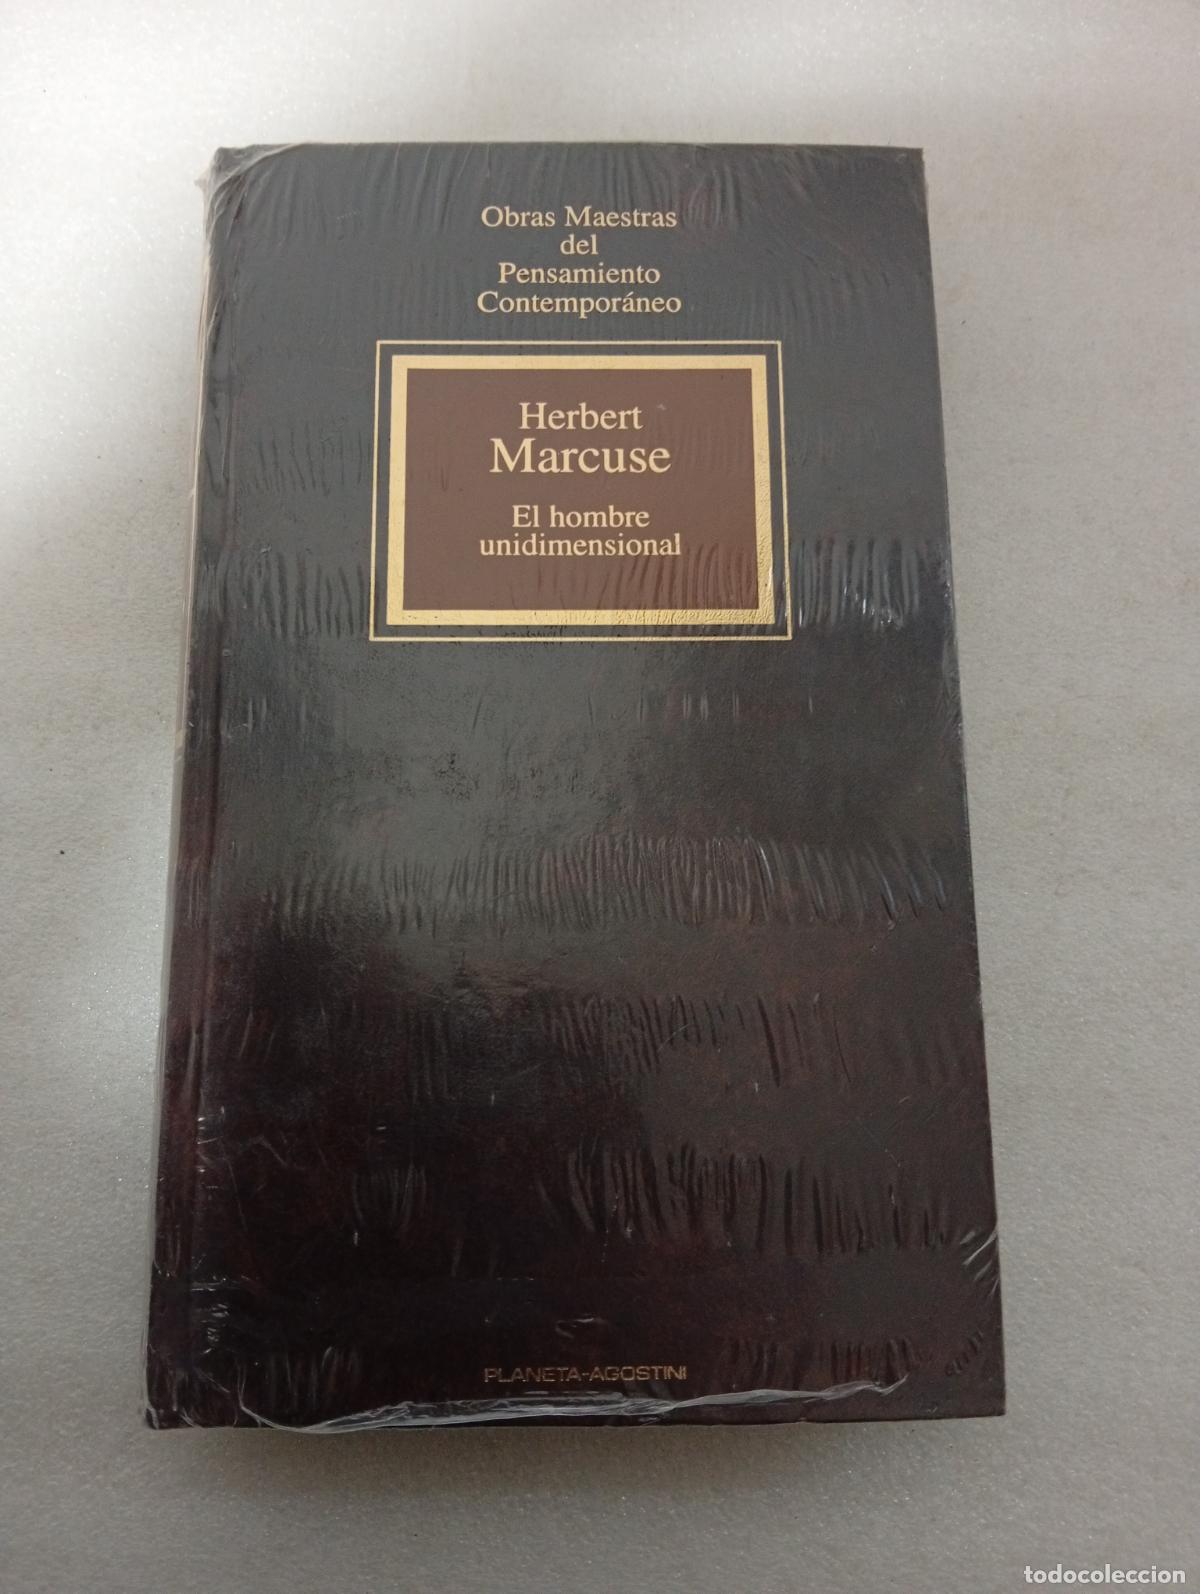 Obras Maestras
del
Pensamiento
Contemporáneo
Herbert
Marcuse
El hombre
unidimensional
PLANETA-AGOSTINI
todocoleccion